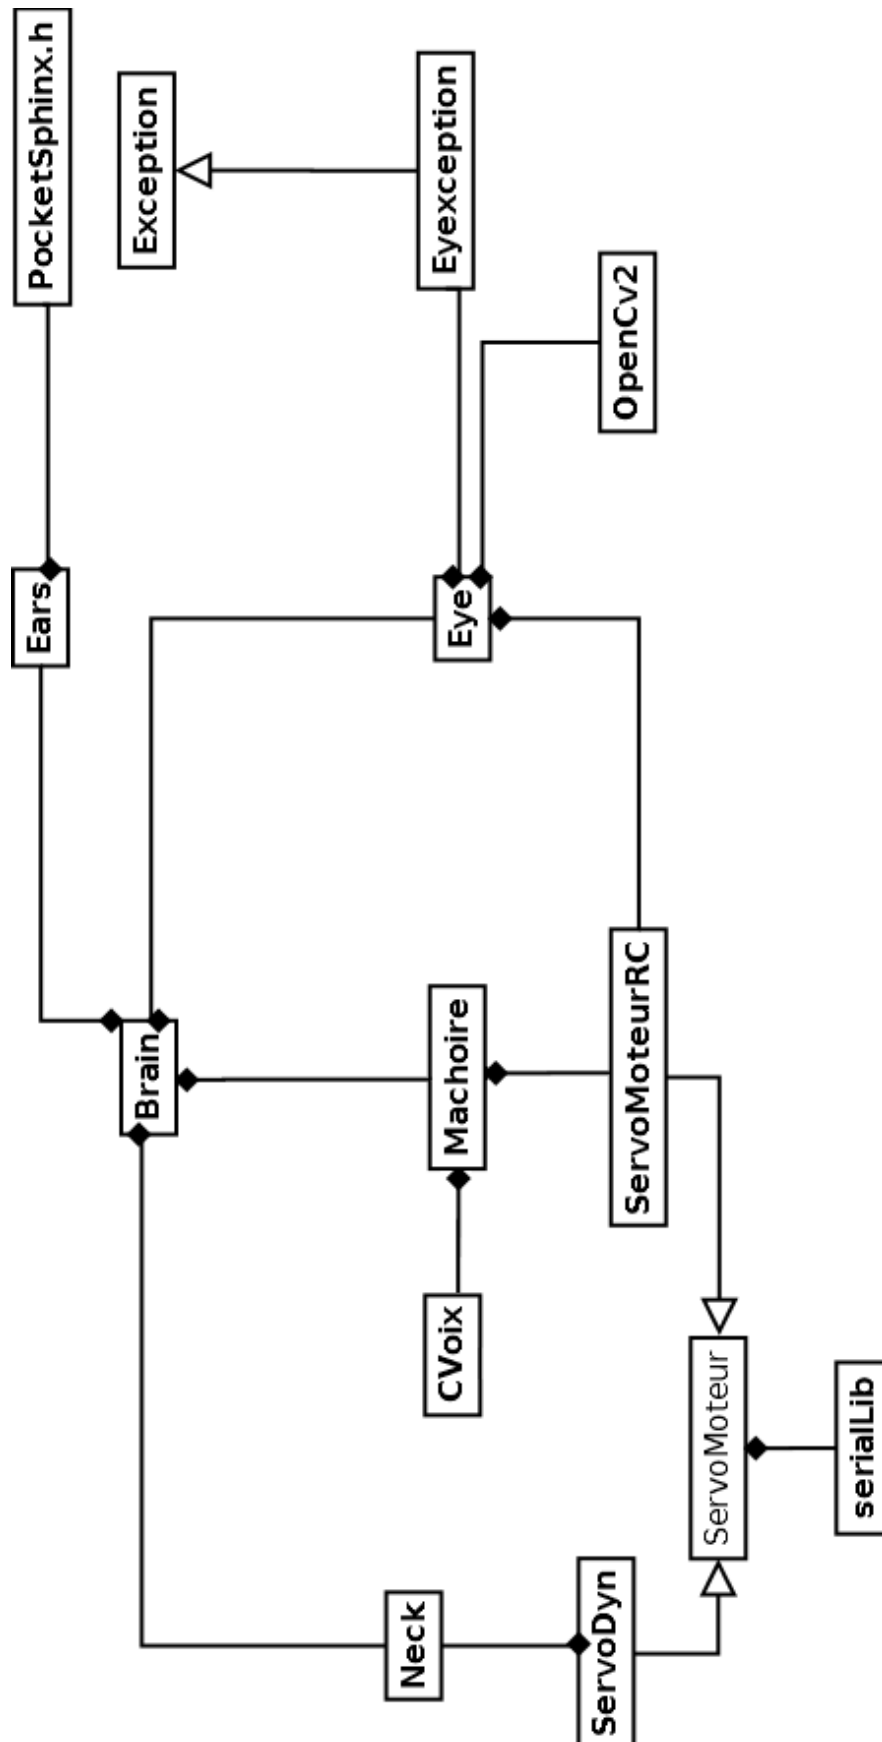 PocketSphinx.h
Exception
Eyexception
OpenCv2
Ears
Eye
Brain
Machoire
ServoMoteurRC
CVoix
ServoMoteur
serialLib
Neck
ServoDyn